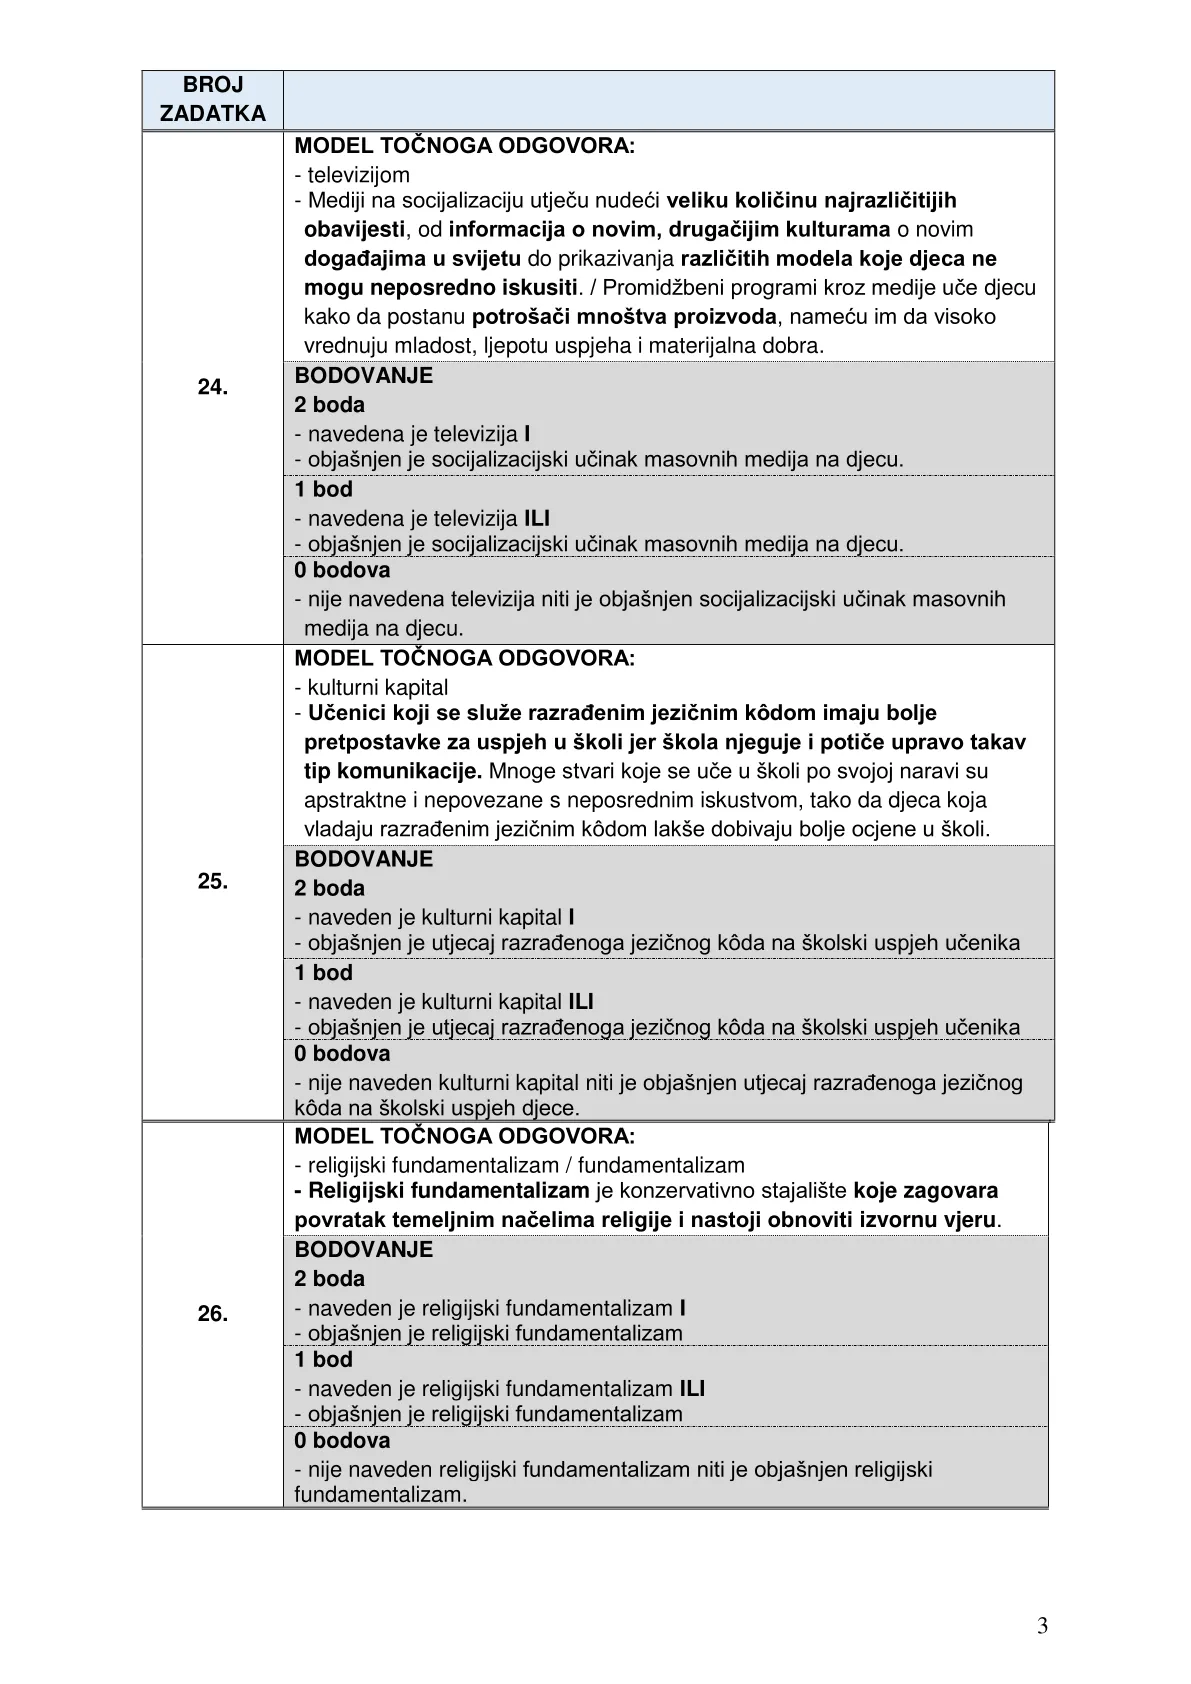 BROJ
ZADATKA
MODEL TOČNOGA ODGOVORA:
- televizijom
- Mediji na socijalizaciju utječu nudeći veliku količinu najrazličitijih
obavijesti, od informacija o novim, drugačijim kulturama o novim
događajima u svijetu do prikazivanja različitih modela koje djeca ne
mogu neposredno iskusiti. / Promidžbeni programi kroz medije uče djecu
kako da postanu potrošači mnoštva proizvoda, nameću im da visoko
vrednuju mladost, ljepotu uspjeha i materijalna dobra.
24.
BODOVANJE
2 boda
- navedena je televizija I
- objašnjen je socijalizacijski učinak masovnih medija na djecu.
1 bod
- navedena je televizija ILI
- objašnjen je socijalizacijski učinak masovnih medija na djecu.
0 bodova
- nije navedena televizija niti je objašnjen socijalizacijski učinak masovnih
medija na djecu.
MODEL TOČNOGA ODGOVORA:
- kulturni kapital
- Učenici koji se služe razrađenim jezičnim kôdom imaju bolje
pretpostavke za uspjeh u školi jer škola njeguje i potiče upravo takav
tip komunikacije. Mnoge stvari koje se uče u školi po svojoj naravi su
apstraktne i nepovezane s neposrednim iskustvom, tako da djeca koja
vladaju razrađenim jezičnim kôdom lakše dobivaju bolje ocjene u školi.
25.
BODOVANJE
2 boda
- naveden je kulturni kapital I
- objašnjen je utjecaj razrađenoga jezičnog kôda na školski uspjeh učenika
1 bod
- naveden je kulturni kapital ILI
- objašnjen je utjecaj razrađenoga jezičnog kôda na školski uspjeh učenika
0 bodova
- nije naveden kulturni kapital niti je objašnjen utjecaj razrađenoga jezičnog
kôda na školski uspjeh djece.
MODEL TOČNOGA ODGOVORA:
- religijski fundamentalizam / fundamentalizam
- Religijski fundamentalizam je konzervativno stajalište koje zagovara
povratak temeljnim načelima religije i nastoji obnoviti izvornu vjeru.
26.
BODOVANJE
2 boda
- naveden je religijski fundamentalizam I
- objašnjen je religijski fundamentalizam
1 bod
- naveden je religijski fundamentalizam ILI
- objašnjen je religijski fundamentalizam
0 bodova
- nije naveden religijski fundamentalizam niti je objašnjen religijski
fundamentalizam.
3